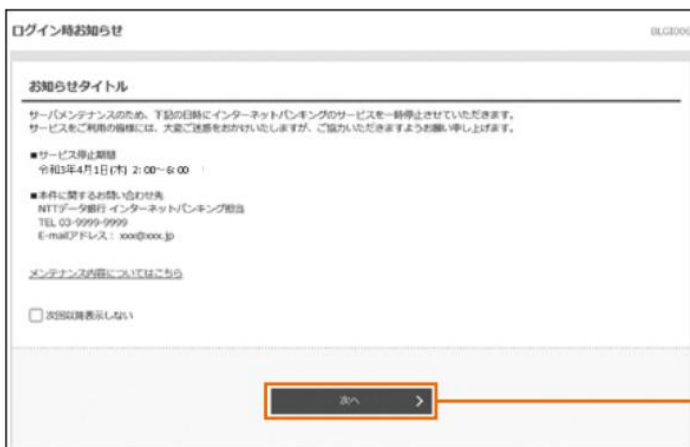 ログイン時お知らせ
BLGI006
お知らせタイトル
サーバメンテナンスのため、下記の日時にインターネットバンキングのサービスを一時停止させていただきます。
サービスをご利用の皆様には、大変ご迷惑をおかけいたしますが、ご協力いただきますようお願い申し上げます。
■サービス停止期間
令和3年4月1日(木) 2:00～6:00
■本件に関するお問い合わせ先
NTTデータ銀行 インターネットバンキング担当
TEL 03-9999-9999
E-mailアドレス： xxx@xxx.jp
メンテナンス内容についてはこちら
次回以降表示しない
次へ